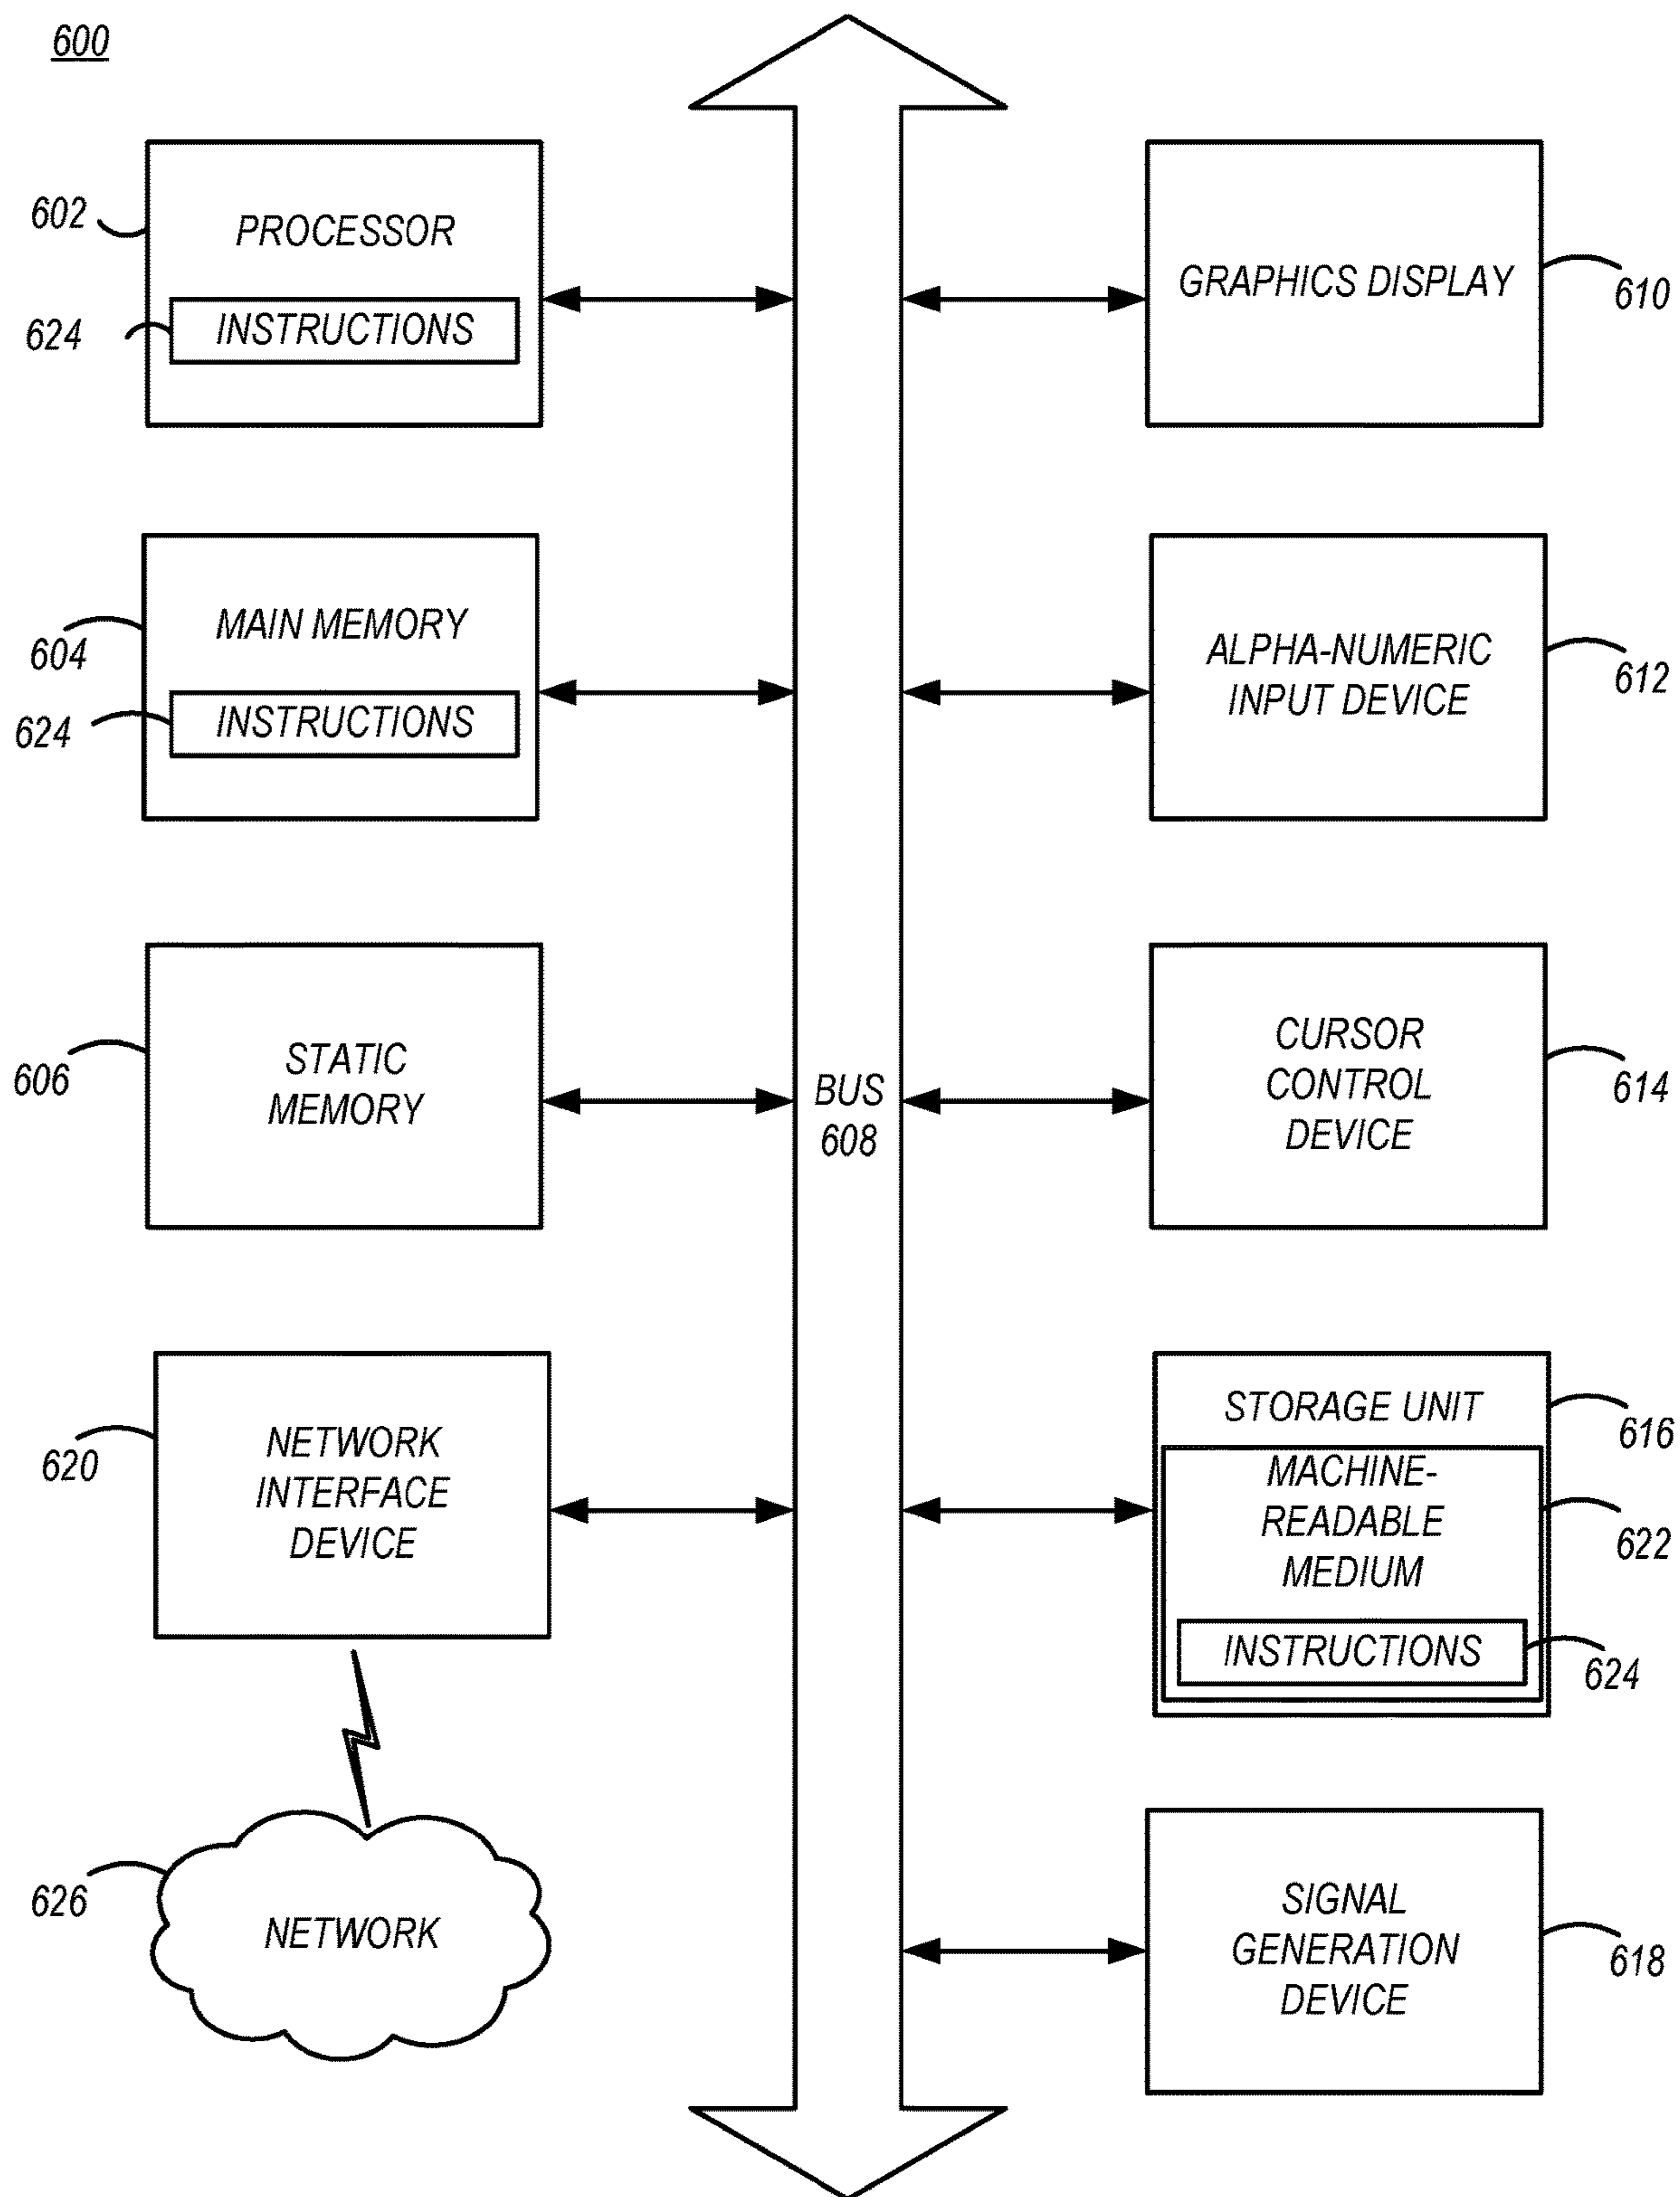 600
602
PROCESSOR
624
INSTRUCTIONS
604
MAIN MEMORY
624
INSTRUCTIONS
606
STATIC
MEMORY
620
NETWORK
INTERFACE
DEVICE
626
NETWORK
BUS
608
GRAPHICS DISPLAY
610
ALPHA-NUMERIC
INPUT DEVICE
612
CURSOR
CONTROL
DEVICE
614
STORAGE UNIT
616
MACHINE-
READABLE
MEDIUM
622
INSTRUCTIONS
624
SIGNAL
GENERATION
DEVICE
618